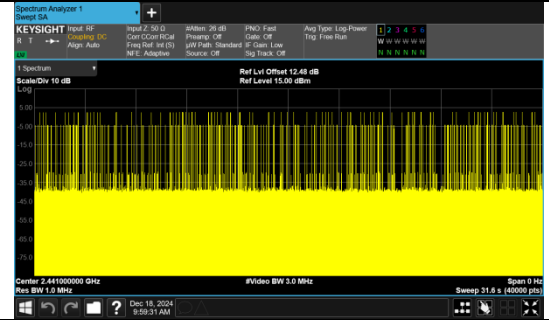 Spectrum Analyzer 1
Swept SA
KEYSIGHT
R T
Input: RF
Coupling: DC
Align: Auto
Input Z: 50 Ω
Corr CCorr RCal
Freq Ref: Int (S)
NFE: Adaptive
#Atten: 26 dB
Preamp: Off
µW Path: Standard
Source: Off
PNO: Fast
Gate: Off
IF Gain: Low
Sig Track: Off
Avg Type: Log-Power
Trig: Free Run
1 2 3 4 5 6
W W W W W W
N N N N N N
1 Spectrum
Scale/Div 10 dB
Ref Lvl Offset 12.48 dB
Ref Level 15.00 dBm
Log
5.00
-5.00
-15.0
-25.0
-35.0
-45.0
-55.0
-65.0
-75.0
Center 2.441000000 GHz
#Video BW 3.0 MHz
Span 0 Hz
Res BW 1.0 MHz
Sweep 31.6 s (40000 pts)
?
Dec 18, 2024
9:59:31 AM